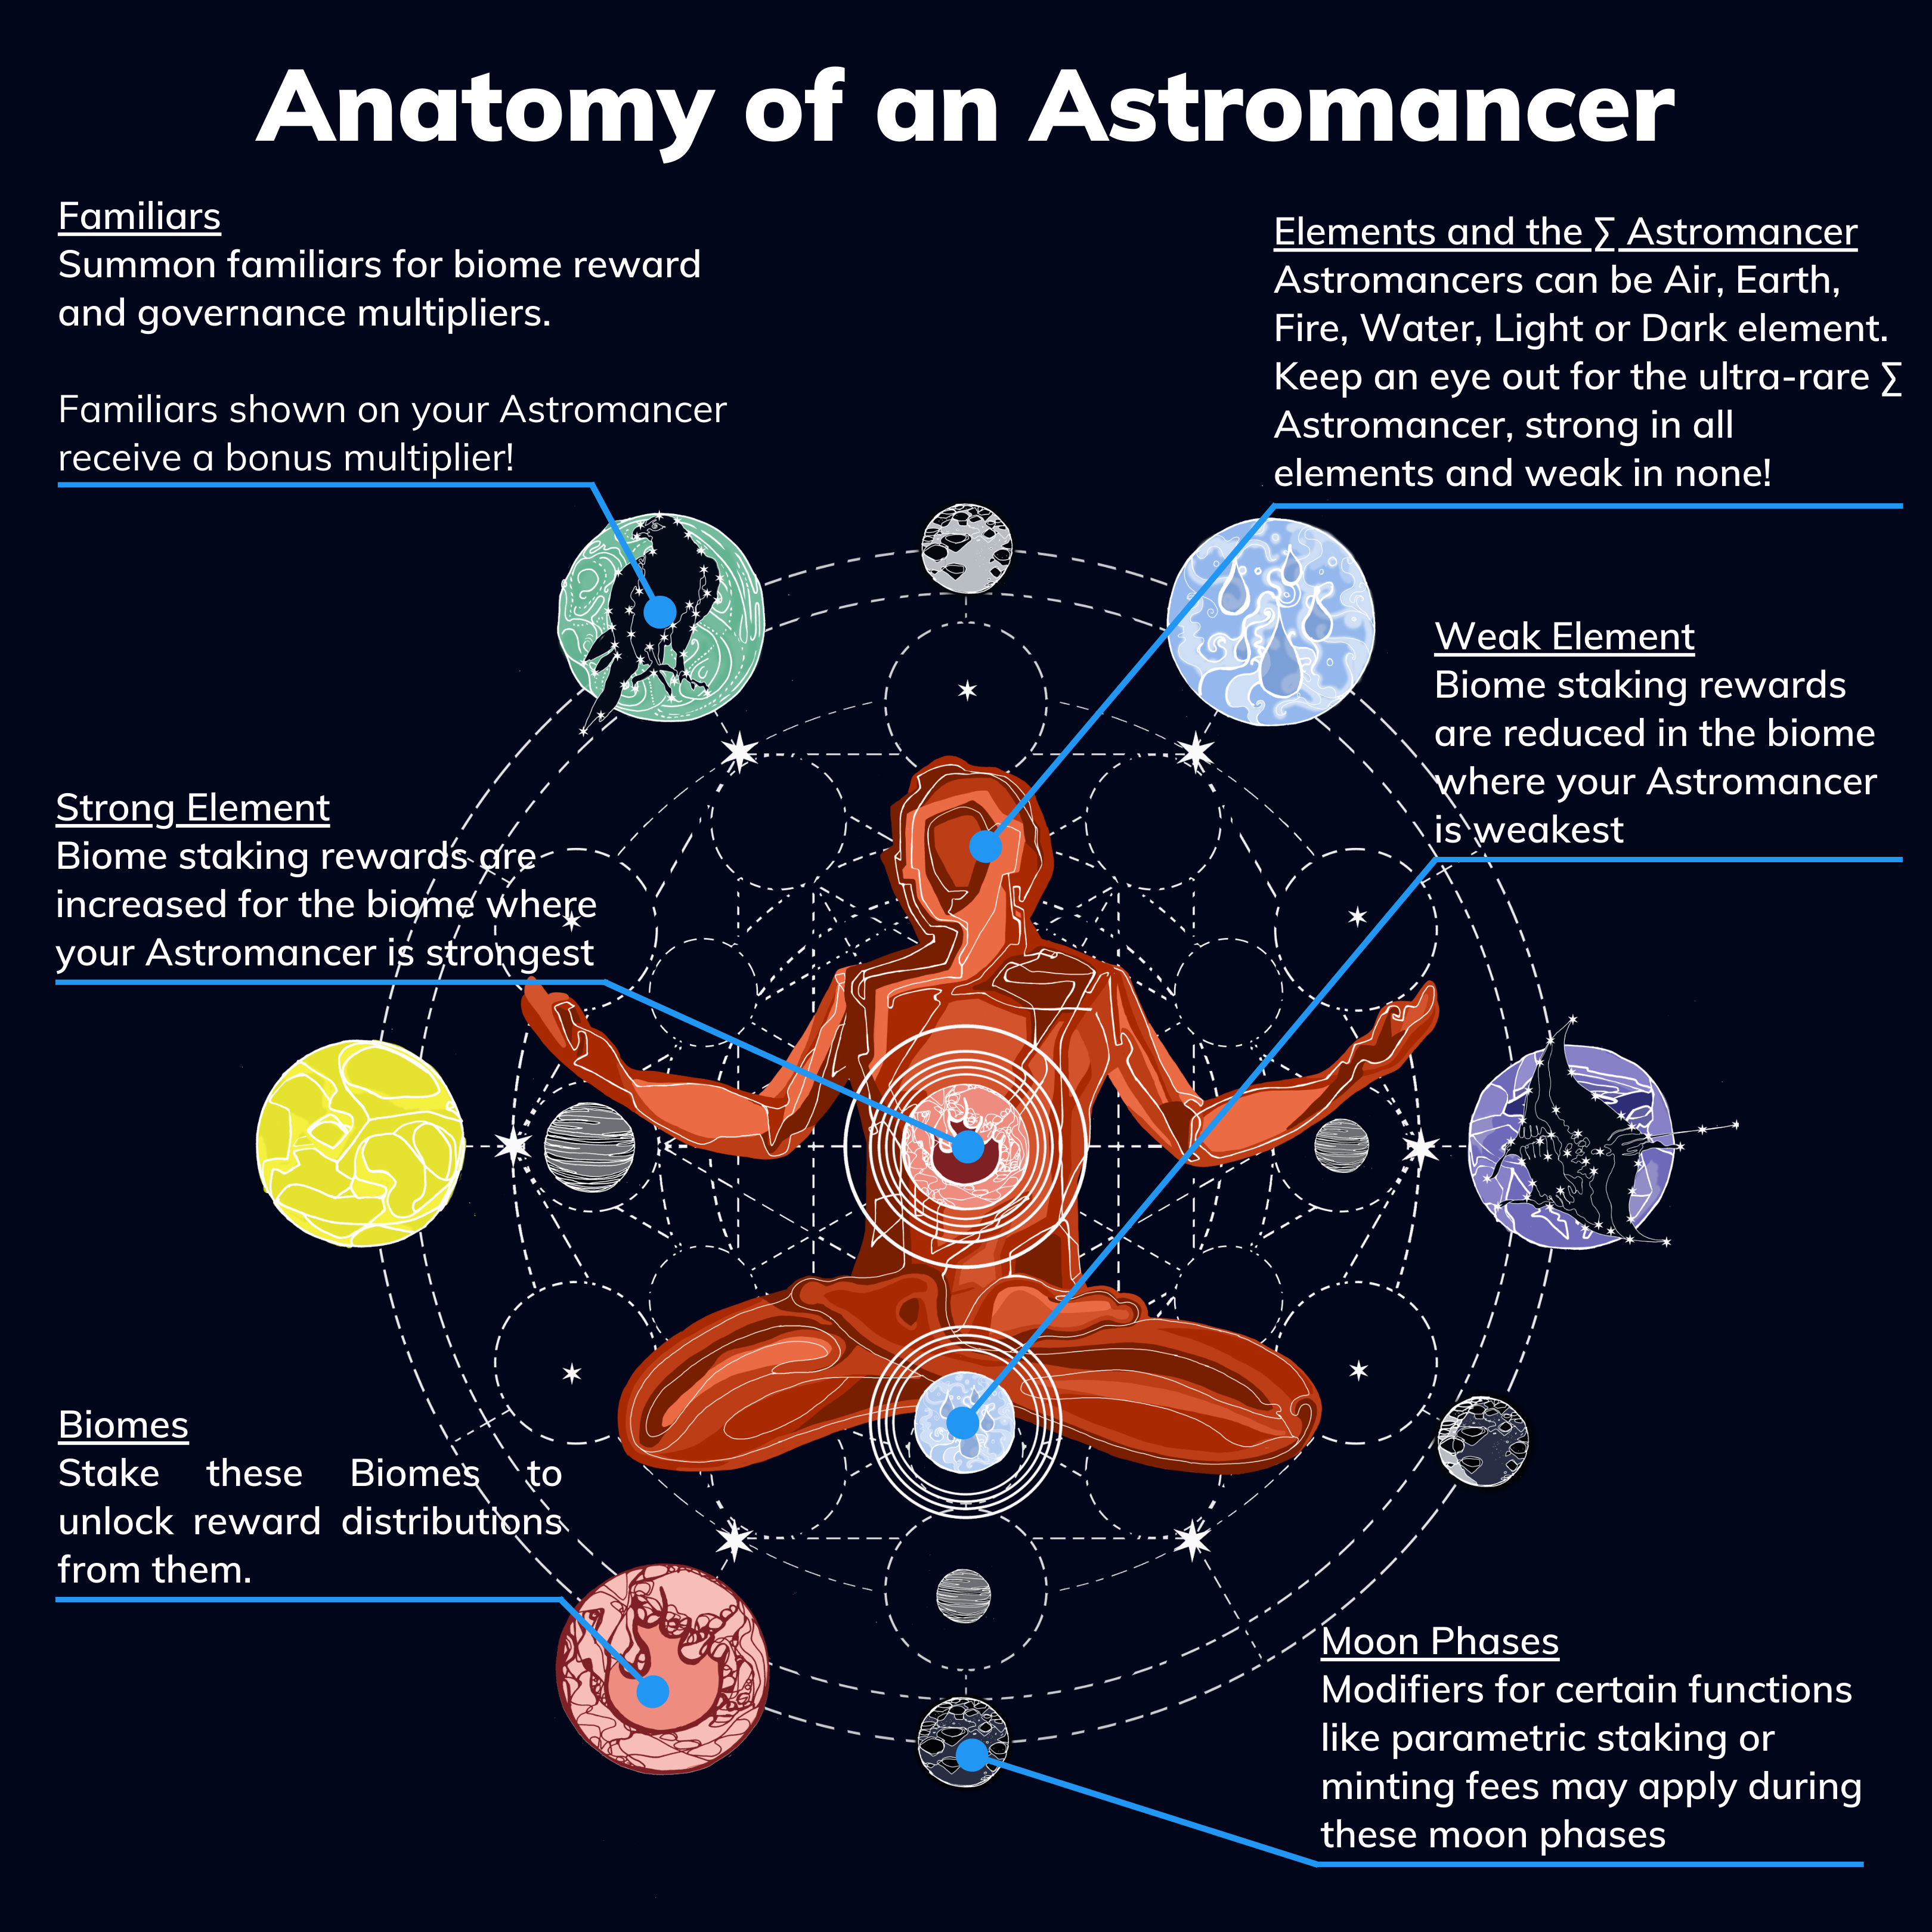 Anatomy of an Astromancer
Familiars
Summon familiars for biome reward
and governance multipliers.
Familiars shown on your Astromancer
receive a bonus multiplier!
Elements and the ∑ Astromancer
Astromancers can be Air, Earth,
Fire, Water, Light or Dark element.
Keep an eye out for the ultra-rare ∑
Astromancer, strong in all
elements and weak in none!
Weak Element
Biome staking rewards
are reduced in the biome
where your Astromancer
is weakest
Strong Element
Biome staking rewards are
increased for the biome where
your Astromancer is strongest
Biomes
Stake these Biomes to
unlock reward distributions
from them.
Moon Phases
Modifiers for certain functions
like parametric staking or
minting fees may apply during
these moon phases